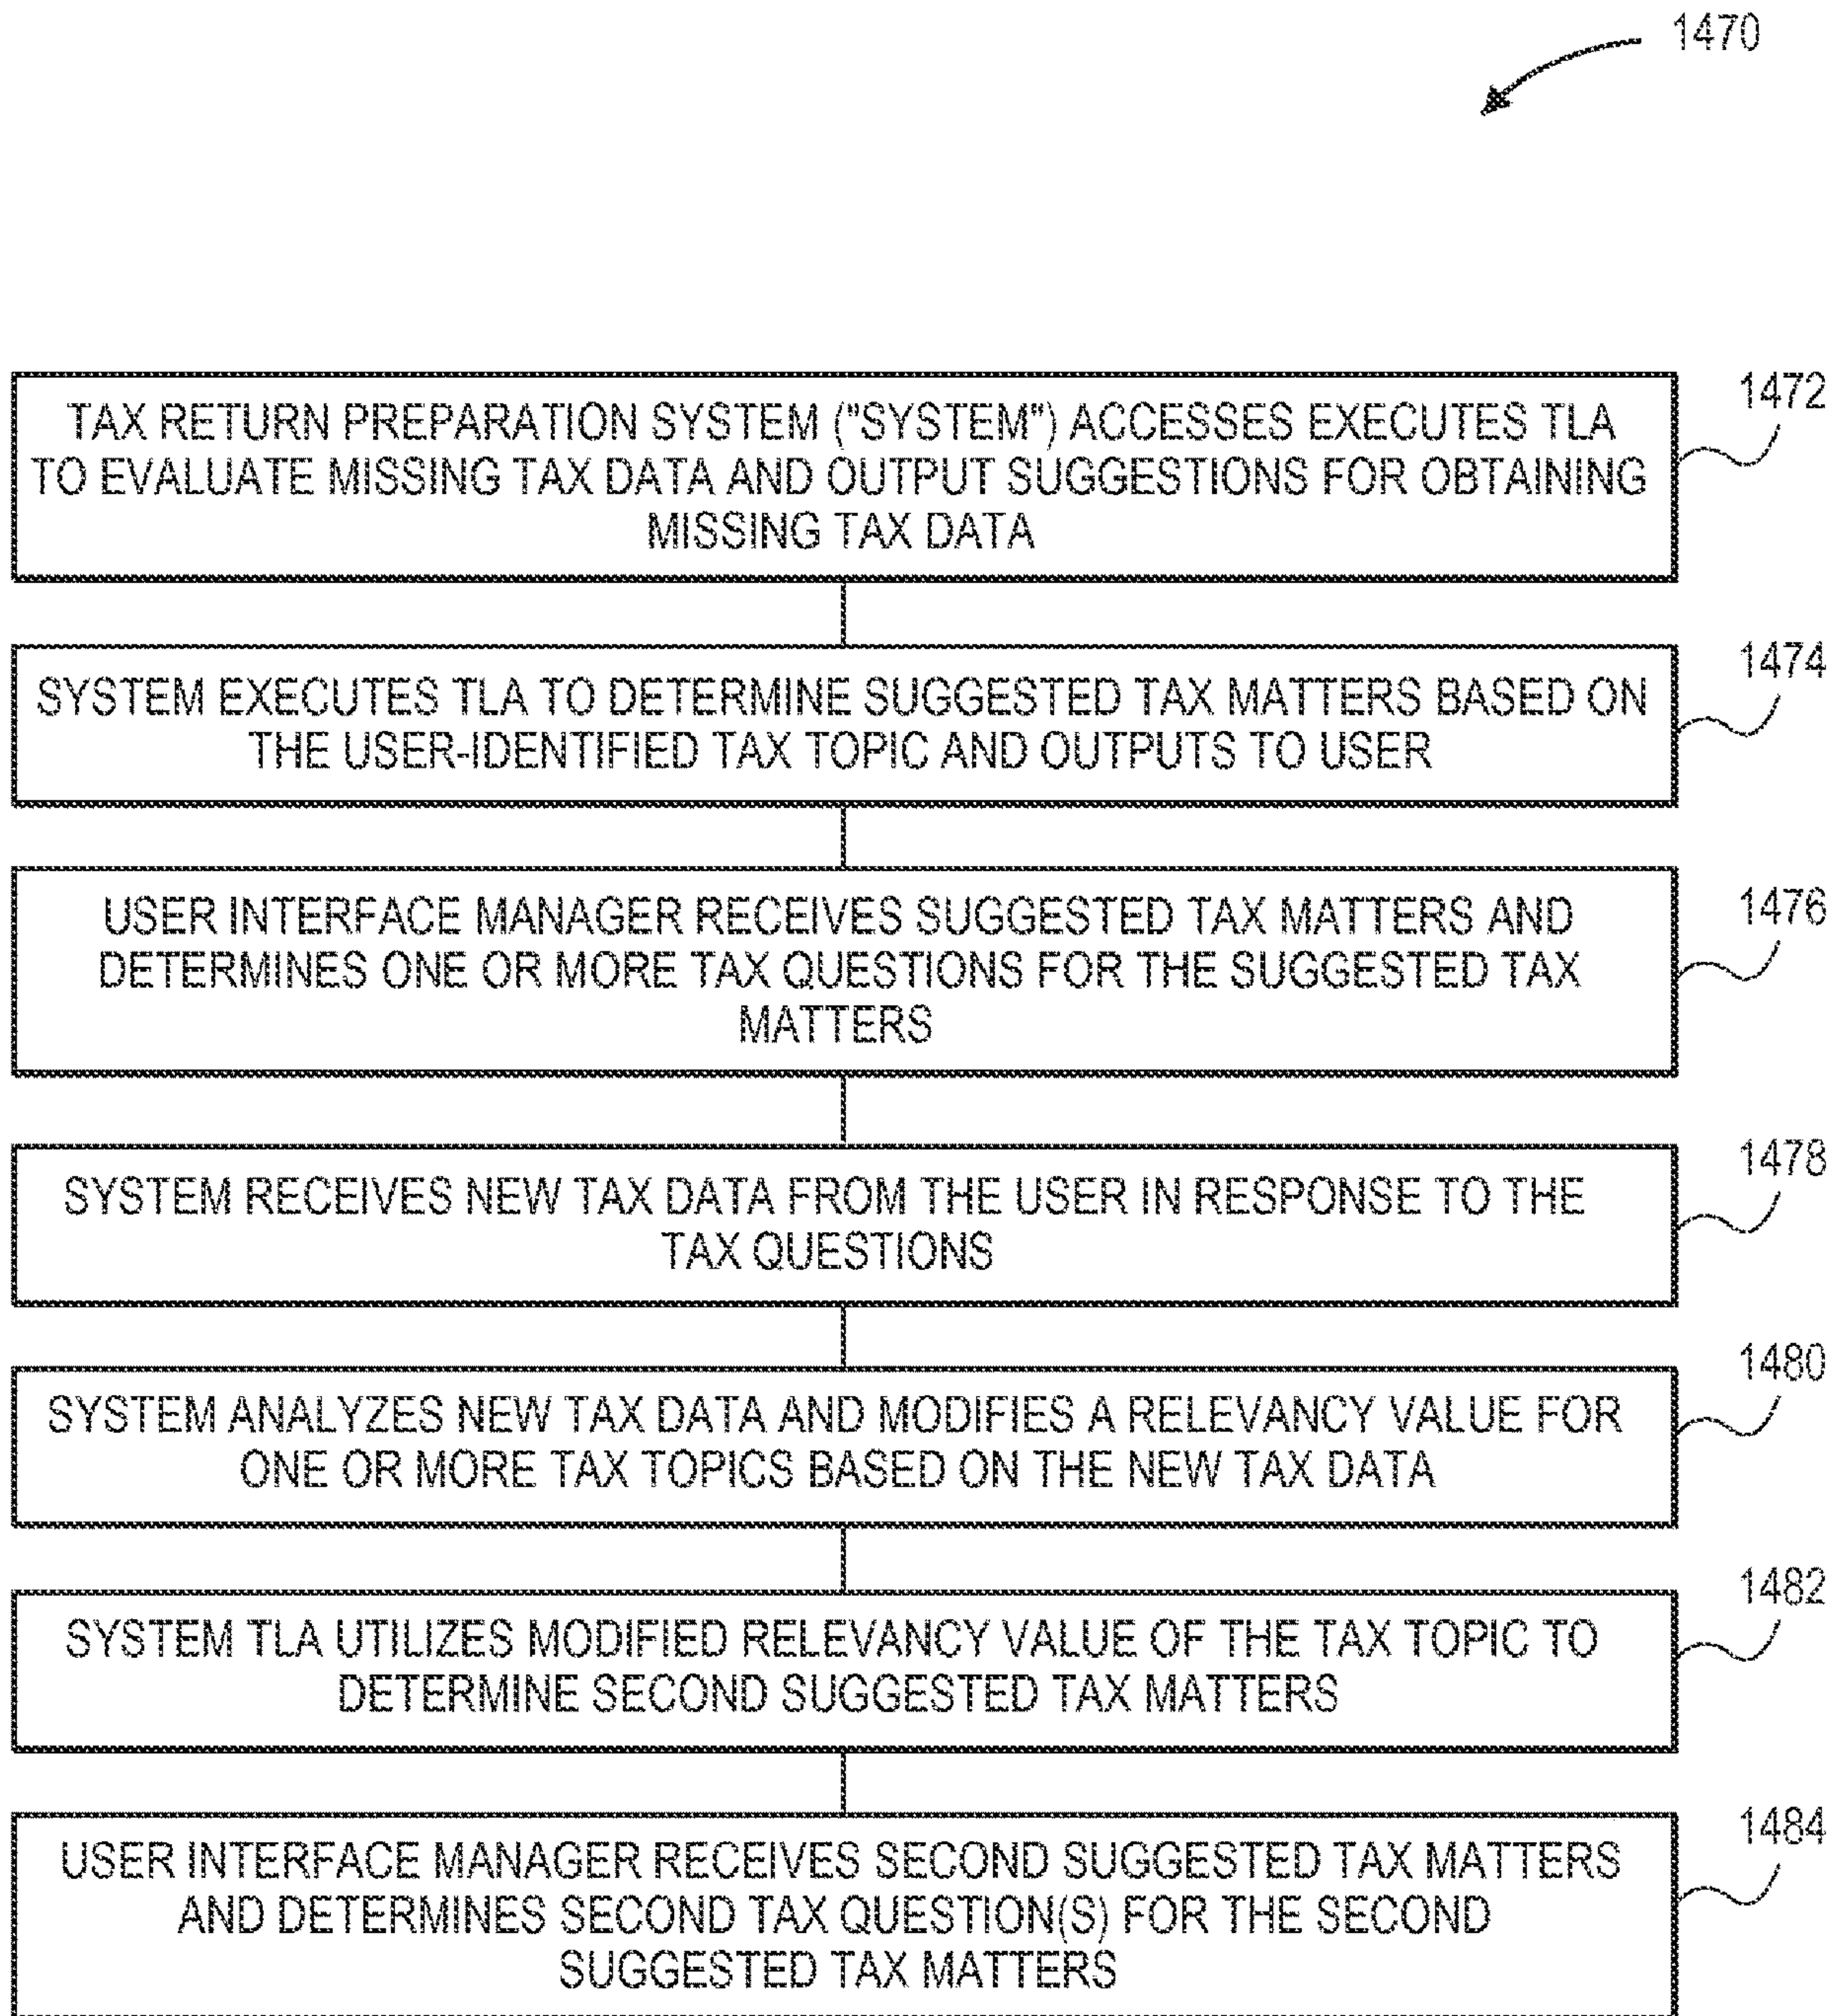 1470
TAX RETURN PREPARATION SYSTEM ("SYSTEM") ACCESSES EXECUTES TLA
TO EVALUATE MISSING TAX DATA AND OUTPUT SUGGESTIONS FOR OBTAINING
MISSING TAX DATA
1472
SYSTEM EXECUTES TLA TO DETERMINE SUGGESTED TAX MATTERS BASED ON
THE USER-IDENTIFIED TAX TOPIC AND OUTPUTS TO USER
1474
USER INTERFACE MANAGER RECEIVES SUGGESTED TAX MATTERS AND
DETERMINES ONE OR MORE TAX QUESTIONS FOR THE SUGGESTED TAX
MATTERS
1476
SYSTEM RECEIVES NEW TAX DATA FROM THE USER IN RESPONSE TO THE
TAX QUESTIONS
1478
SYSTEM ANALYZES NEW TAX DATA AND MODIFIES A RELEVANCY VALUE FOR
ONE OR MORE TAX TOPICS BASED ON THE NEW TAX DATA
1480
SYSTEM TLA UTILIZES MODIFIED RELEVANCY VALUE OF THE TAX TOPIC TO
DETERMINE SECOND SUGGESTED TAX MATTERS
1482
USER INTERFACE MANAGER RECEIVES SECOND SUGGESTED TAX MATTERS
AND DETERMINES SECOND TAX QUESTION(S) FOR THE SECOND
SUGGESTED TAX MATTERS
1484